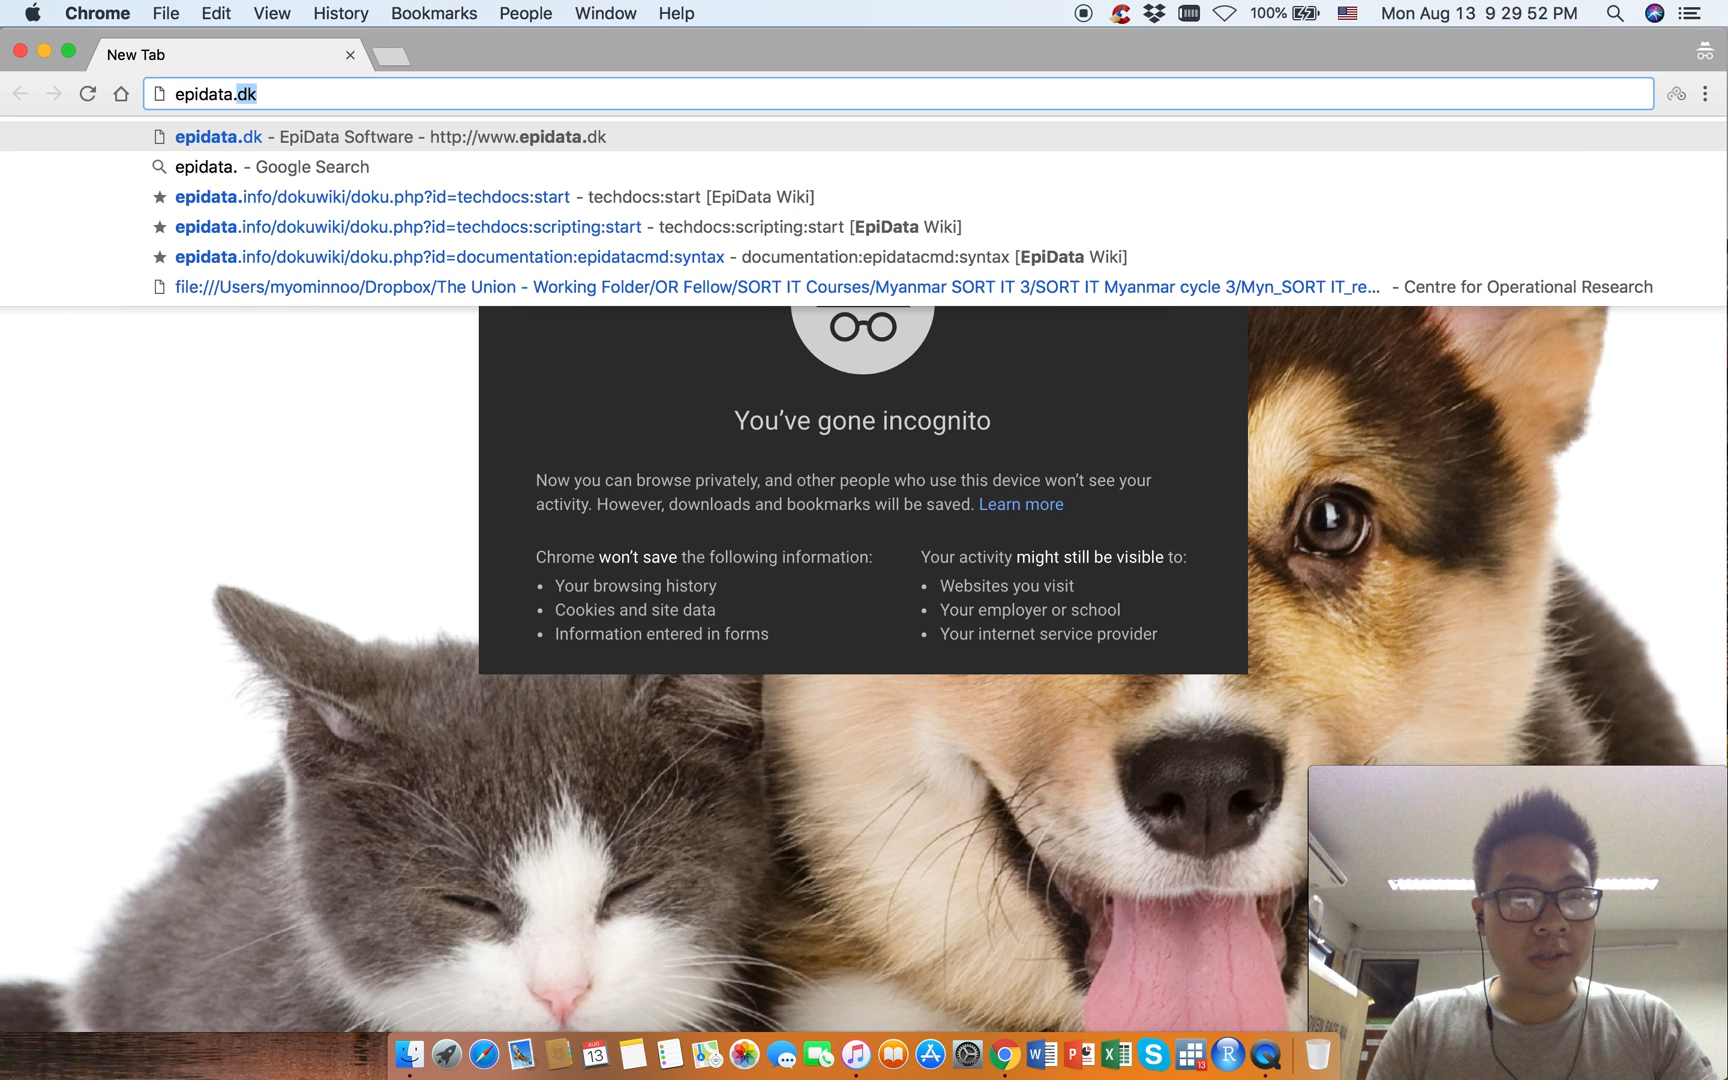 Chrome File Edit View History Bookmarks People Window Help 100% Mon Aug 13 9 29 52 PM
New Tab
epidata.dk
epidata.dk - EpiData Software - http://www.epidata.dk
epidata. - Google Search
epidata.info/dokuwiki/doku.php?id=techdocs:start - techdocs:start [EpiData Wiki]
epidata.info/dokuwiki/doku.php?id=techdocs:scripting:start - techdocs:scripting:start [EpiData Wiki]
epidata.info/dokuwiki/doku.php?id=documentation:epidatacmd:syntax - documentation:epidatacmd:syntax [EpiData Wiki]
file:///Users/myominnoo/Dropbox/The Union - Working Folder/OR Fellow/SORT IT Courses/Myanmar SORT IT 3/SORT IT Myanmar cycle 3/Myn_SORT IT_re... - Centre for Operational Research
You’ve gone incognito
Now you can browse privately, and other people who use this device won’t see your
activity. However, downloads and bookmarks will be saved. Learn more
Chrome won’t save the following information:
• Your browsing history
• Cookies and site data
• Information entered in forms
Your activity might still be visible to:
• Websites you visit
• Your employer or school
• Your internet service provider
AUG
13
W P X S 13 R